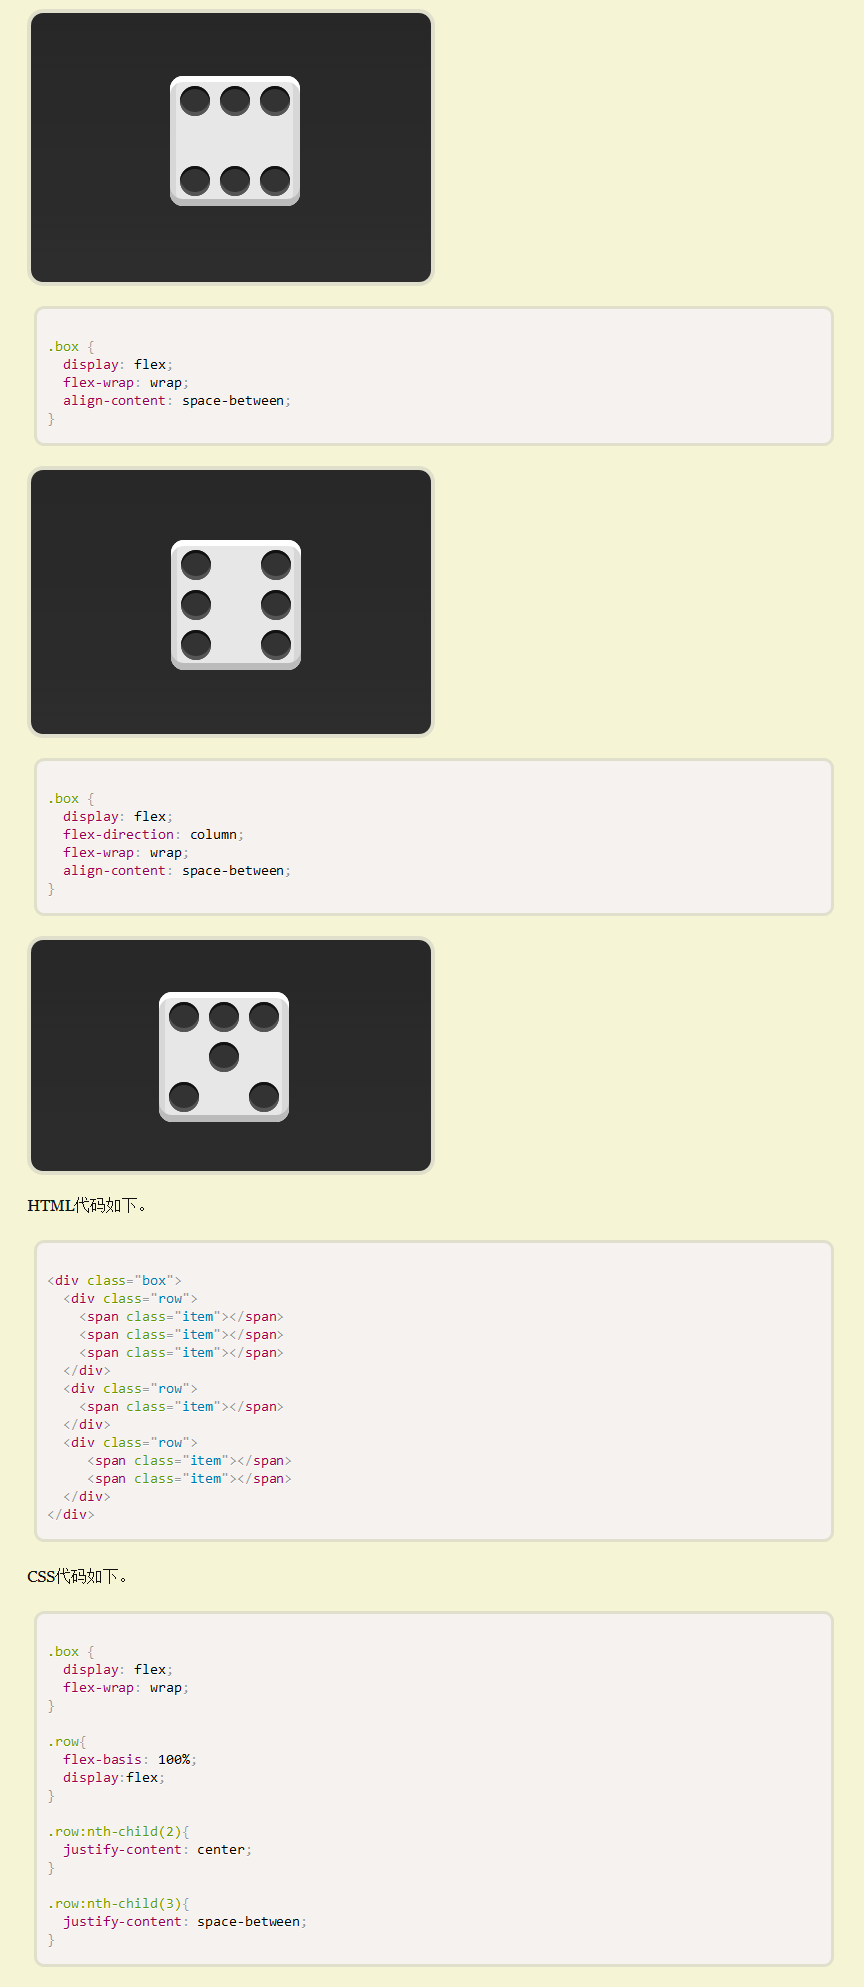 .box {
  display: flex;
  flex-wrap: wrap;
  align-content: space-between;
}
.box {
  display: flex;
  flex-direction: column;
  flex-wrap: wrap;
  align-content: space-between;
}
HTML代码如下。
<div class="box">
  <div class="row">
    <span class="item"></span>
    <span class="item"></span>
    <span class="item"></span>
  </div>
  <div class="row">
    <span class="item"></span>
  </div>
  <div class="row">
     <span class="item"></span>
     <span class="item"></span>
  </div>
</div>
CSS代码如下。
.box {
  display: flex;
  flex-wrap: wrap;
}
.row{
  flex-basis: 100%;
  display:flex;
}
.row:nth-child(2){
  justify-content: center;
}
.row:nth-child(3){
  justify-content: space-between;
}